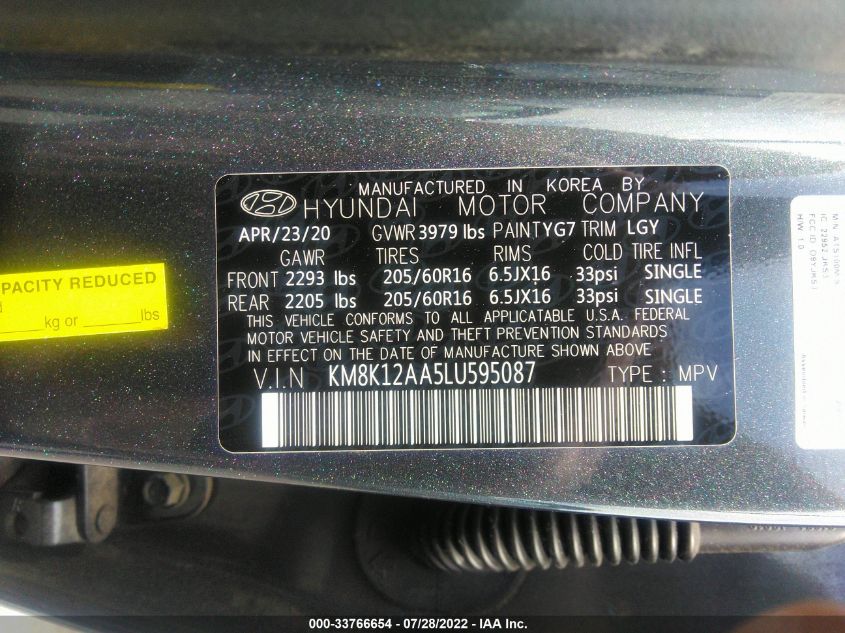 MANUFACTURED IN KOREA BY
HYUNDAI MOTOR COMPANY
APR/23/20 GVWR 3979 lbs PAINT YG7 TRIM LGY
GAWR TIRES RIMS COLD TIRE INFL
FRONT 2293 lbs 205/60R16 6.5JX16 33psi SINGLE
REAR 2205 lbs 205/60R16 6.5JX16 33psi SINGLE
THIS VEHICLE CONFORMS TO ALL APPLICATABLE U.S.A. FEDERAL
MOTOR VEHICLE SAFETY AND THEFT PREVENTION STANDARDS
IN EFFECT ON THE DATE OF MANUFACTURE SHOWN ABOVE
V.I.N KM8K12AA5LU595087 TYPE : MPV
PACITY REDUCED
kg or lbs
H/W 1.0
000-33766654 - 07/28/2022 - IAA Inc.